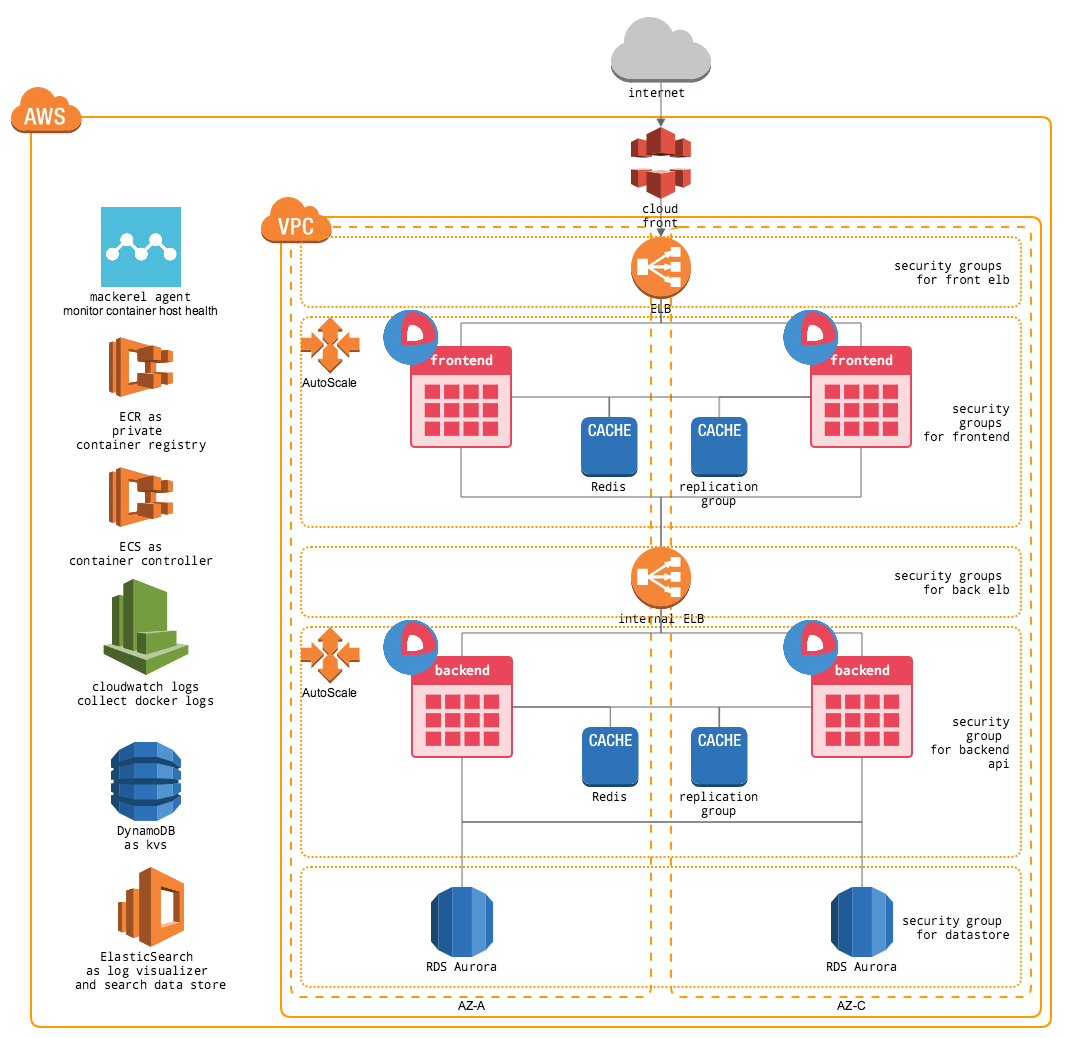 internet
AWS
cloud
front
VPC
security groups
for front elb
ELB
mackerel agent
monitor container host health
AutoScale
frontend
frontend
CACHE
CACHE
security
groups
for frontend
Redis
replication
group
ECR as
private
container registry
ECS as
container controller
security groups
for back elb
internal ELB
AutoScale
backend
backend
CACHE
CACHE
security
group
for backend
api
Redis
replication
group
cloudwatch logs
collect docker logs
DynamoDB
as kvs
ElasticSearch
as log visualizer
and search data store
RDS Aurora
RDS Aurora
security group
for datastore
AZ-A
AZ-C